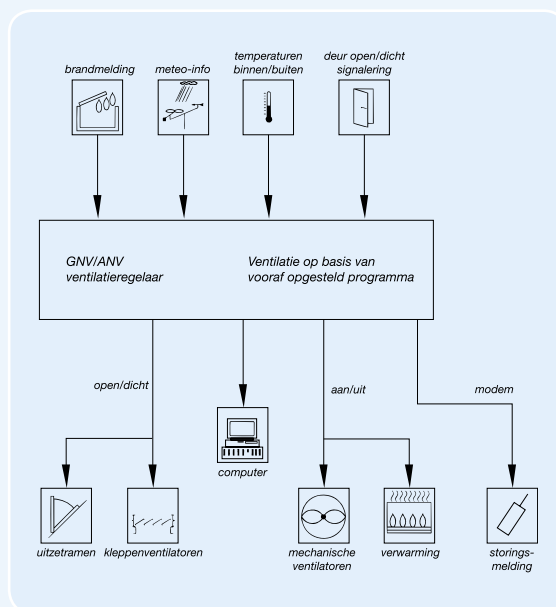 brandmelding
meteo-info
temperaturen
binnen/buiten
deur open/dicht
signalering
GNV/ANV
ventilatieregelaar
Ventilatie op basis van
vooraf opgesteld programma
open/dicht
aan/uit
modem
computer
uitzetramen
kleppenventilatoren
mechanische
ventilatoren
verwarming
storings-
melding